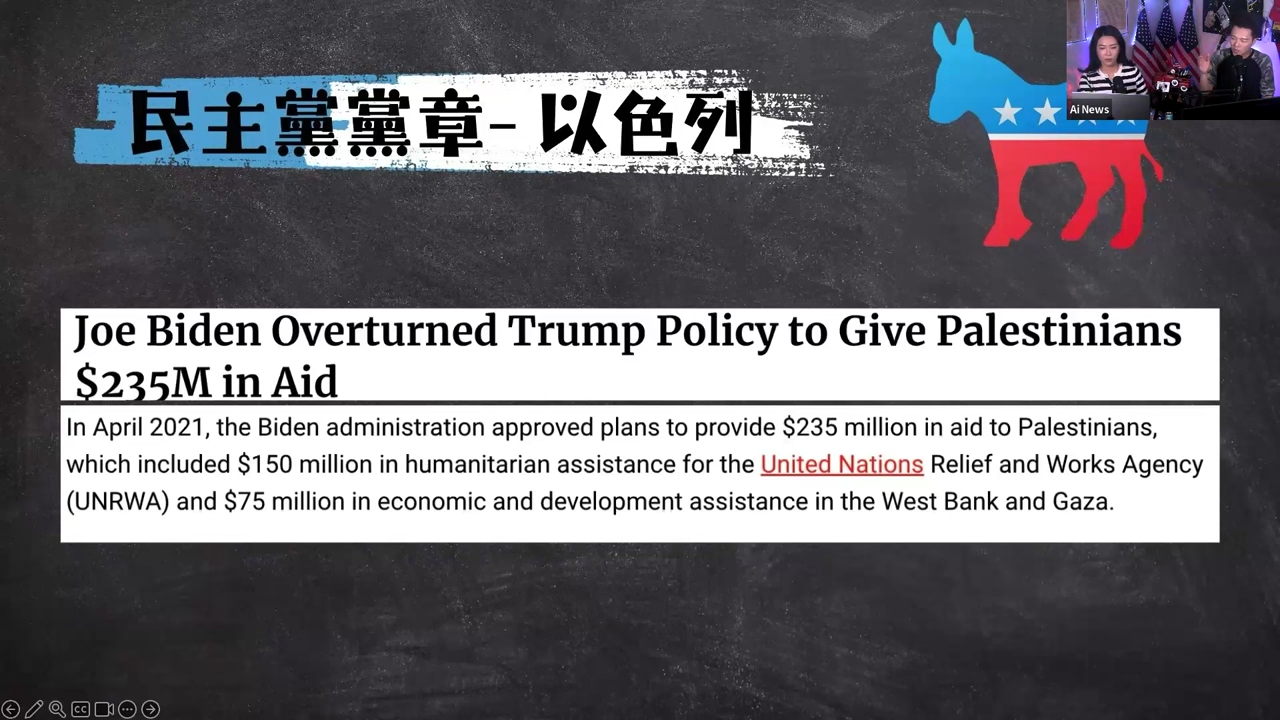 民主黨黨章-以色列
Ai News
Joe Biden Overturned Trump Policy to Give Palestinians
$235M in Aid
In April 2021, the Biden administration approved plans to provide $235 million in aid to Palestinians,
which included $150 million in humanitarian assistance for the United Nations Relief and Works Agency
(UNRWA) and $75 million in economic and development assistance in the West Bank and Gaza.
CC